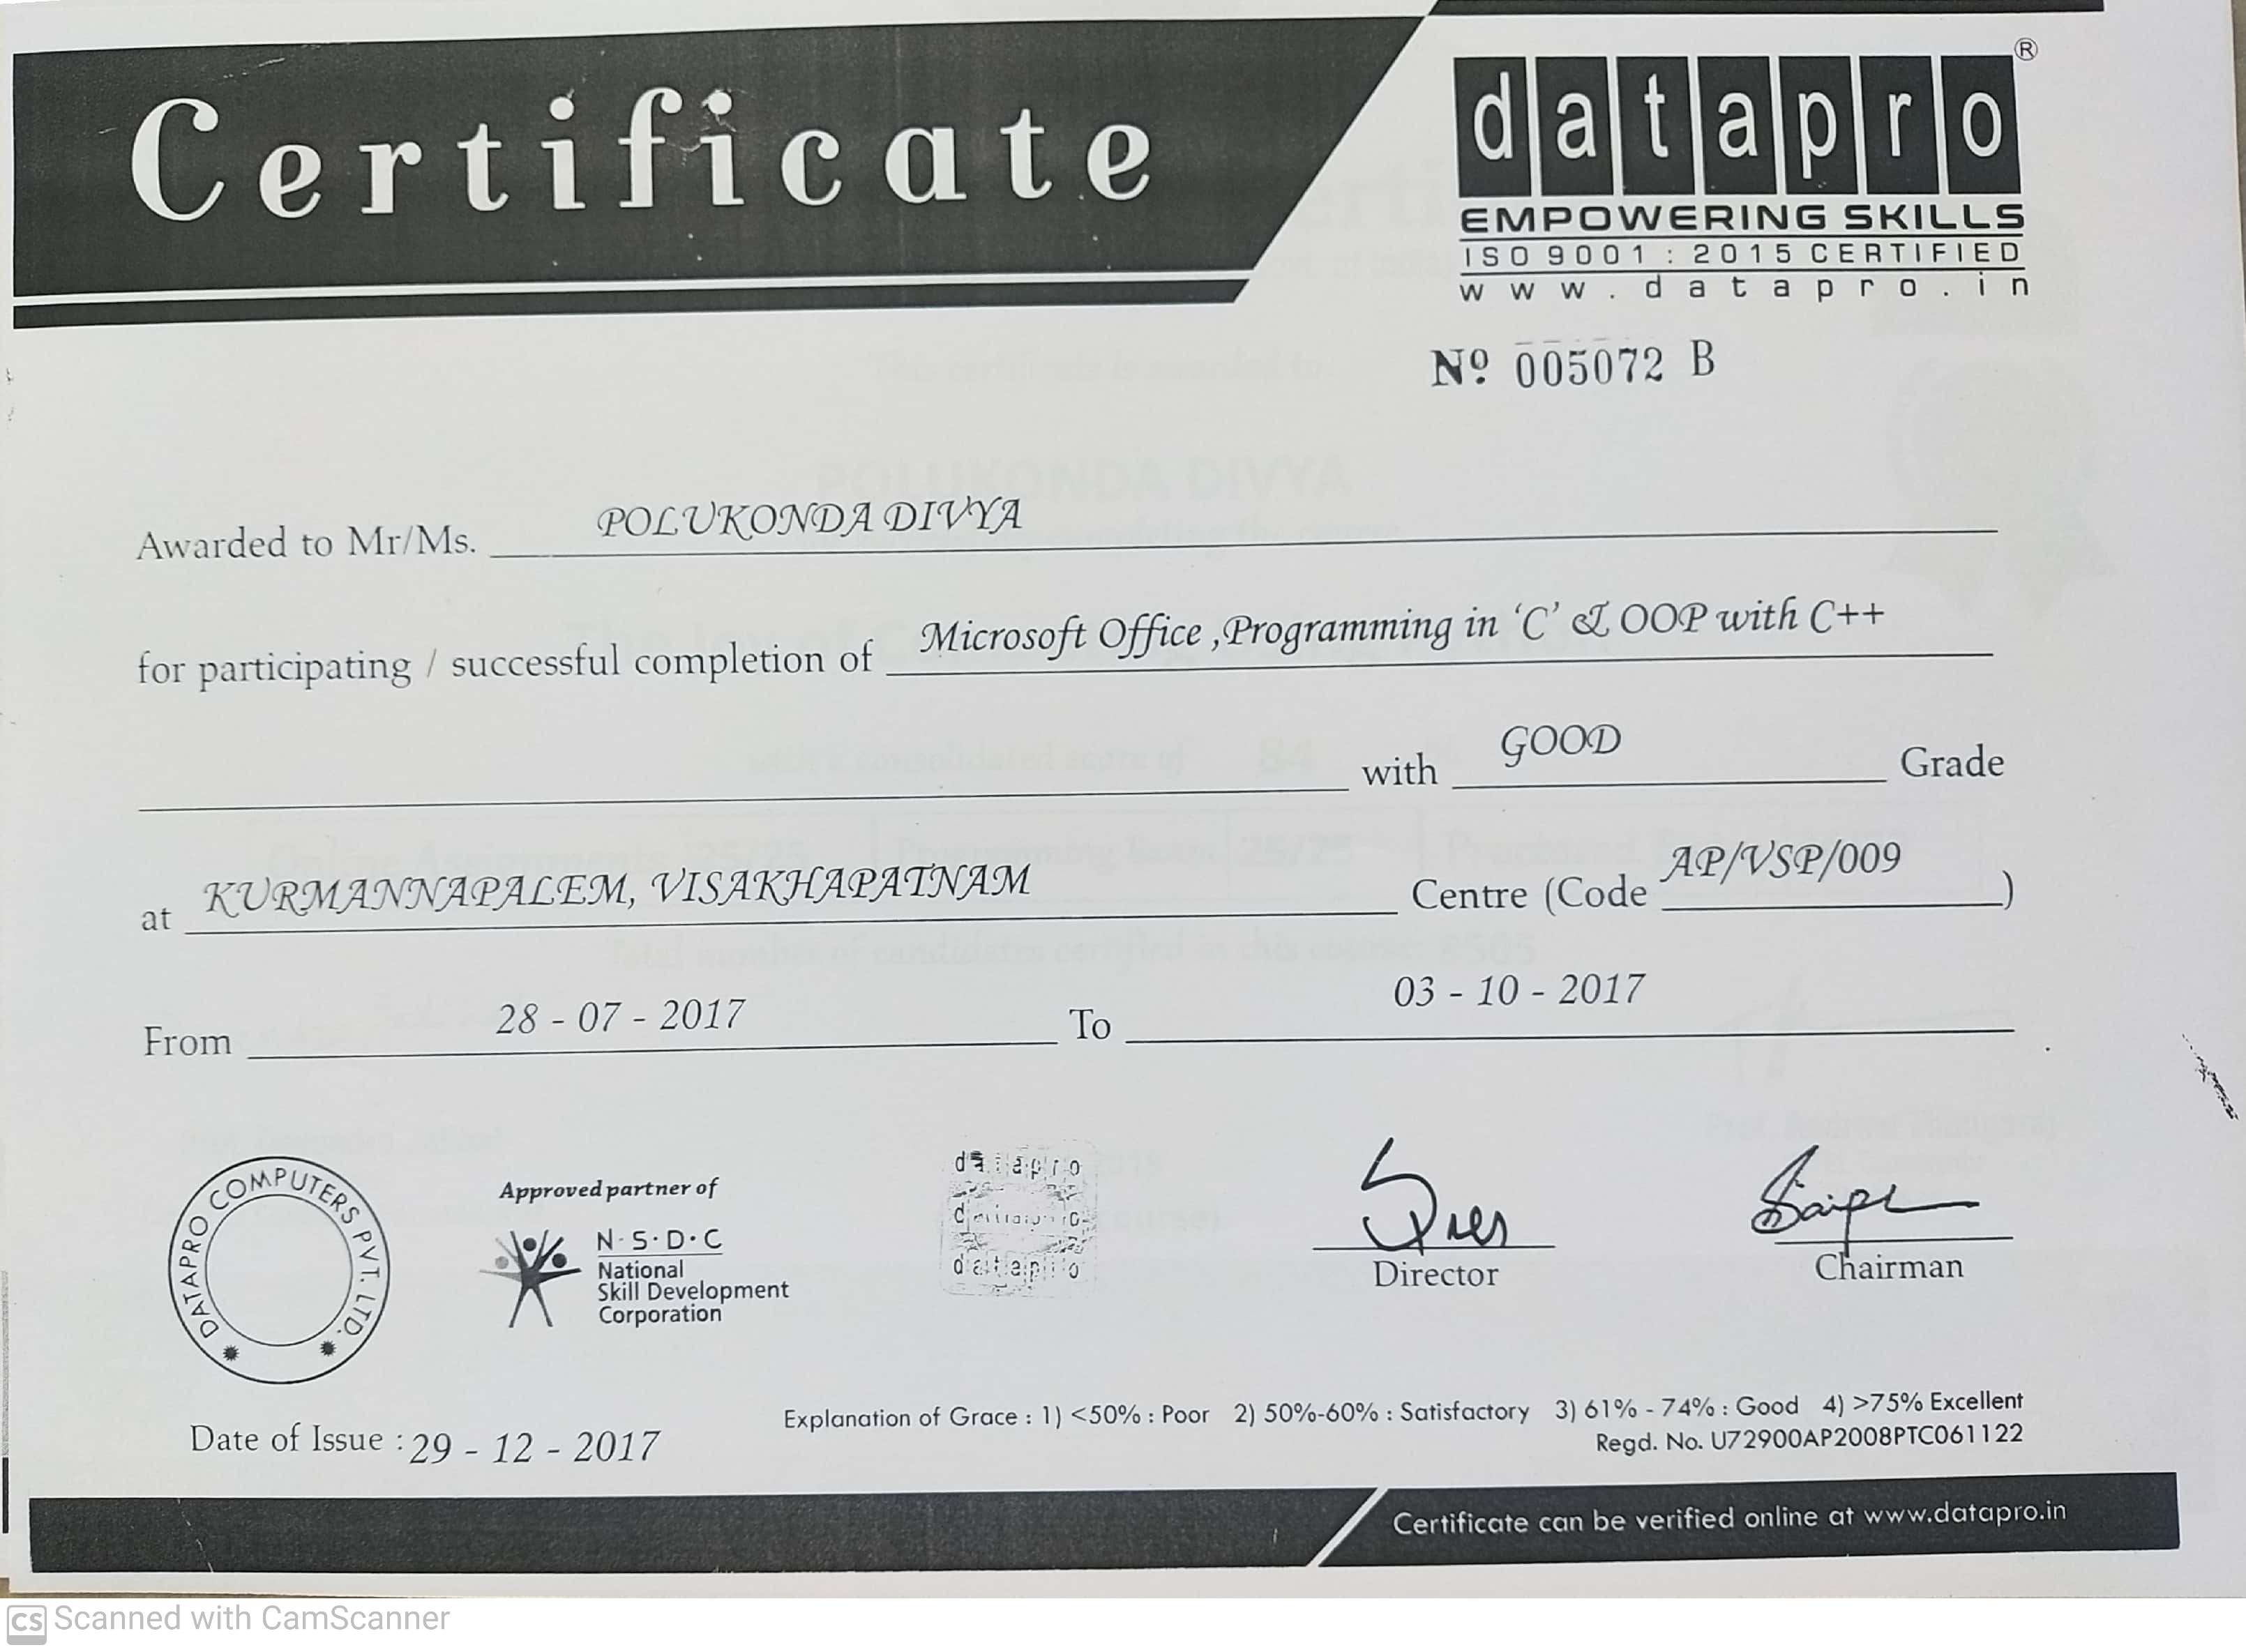 Certificate
datapro®
EMPOWERING SKILLS
ISO 9001 : 2015 CERTIFIED
www.datapro.in
Nº 005072 B
Awarded to Mr/Ms. POLUKONDA DIVYA
for participating / successful completion of Microsoft Office ,Programming in 'C' & OOP with C++
with GOOD Grade
at KURMANNAPALEM, VISAKHAPATNAM Centre (Code AP/VSP/009 )
From 28 - 07 - 2017 To 03 - 10 - 2017
DATAPRO COMPUTERS PVT. LTD.
Approved partner of
N·S·D·C
National
Skill Development
Corporation
datapro
datapro
datapro
Director
Chairman
Explanation of Grace : 1) <50% : Poor 2) 50%-60% : Satisfactory 3) 61% - 74% : Good 4) >75% Excellent
Regd. No. U72900AP2008PTC061122
Date of Issue : 29 - 12 - 2017
Certificate can be verified online at www.datapro.in
CS Scanned with CamScanner